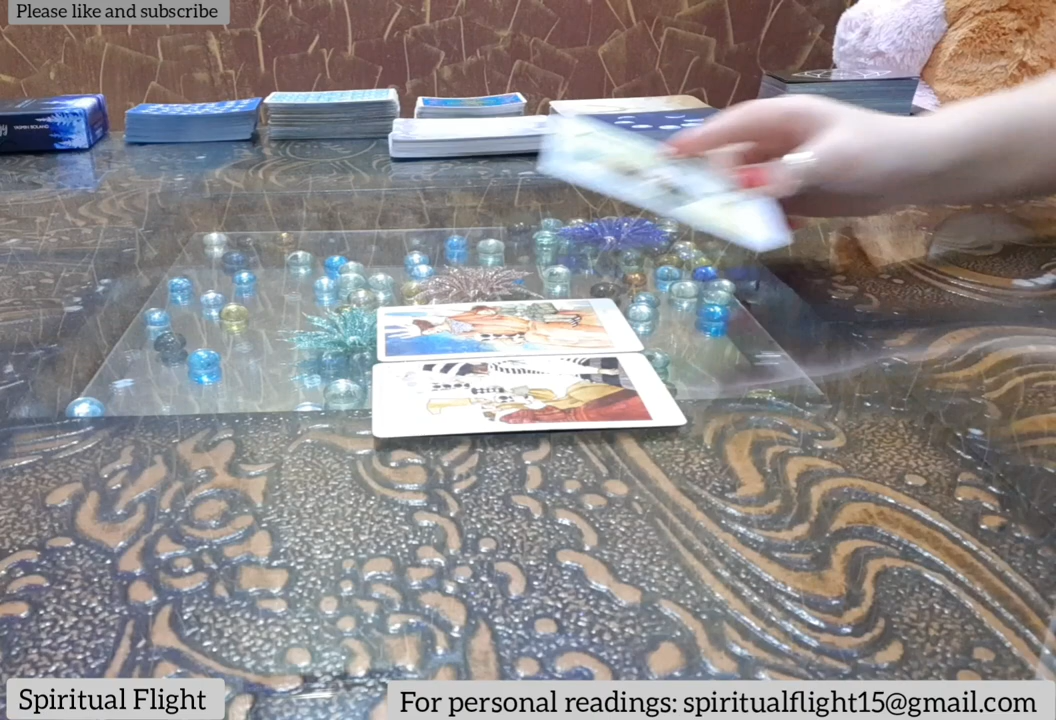 Please like and subscribe
Spiritual Flight
For personal readings: spiritualflight15@gmail.com